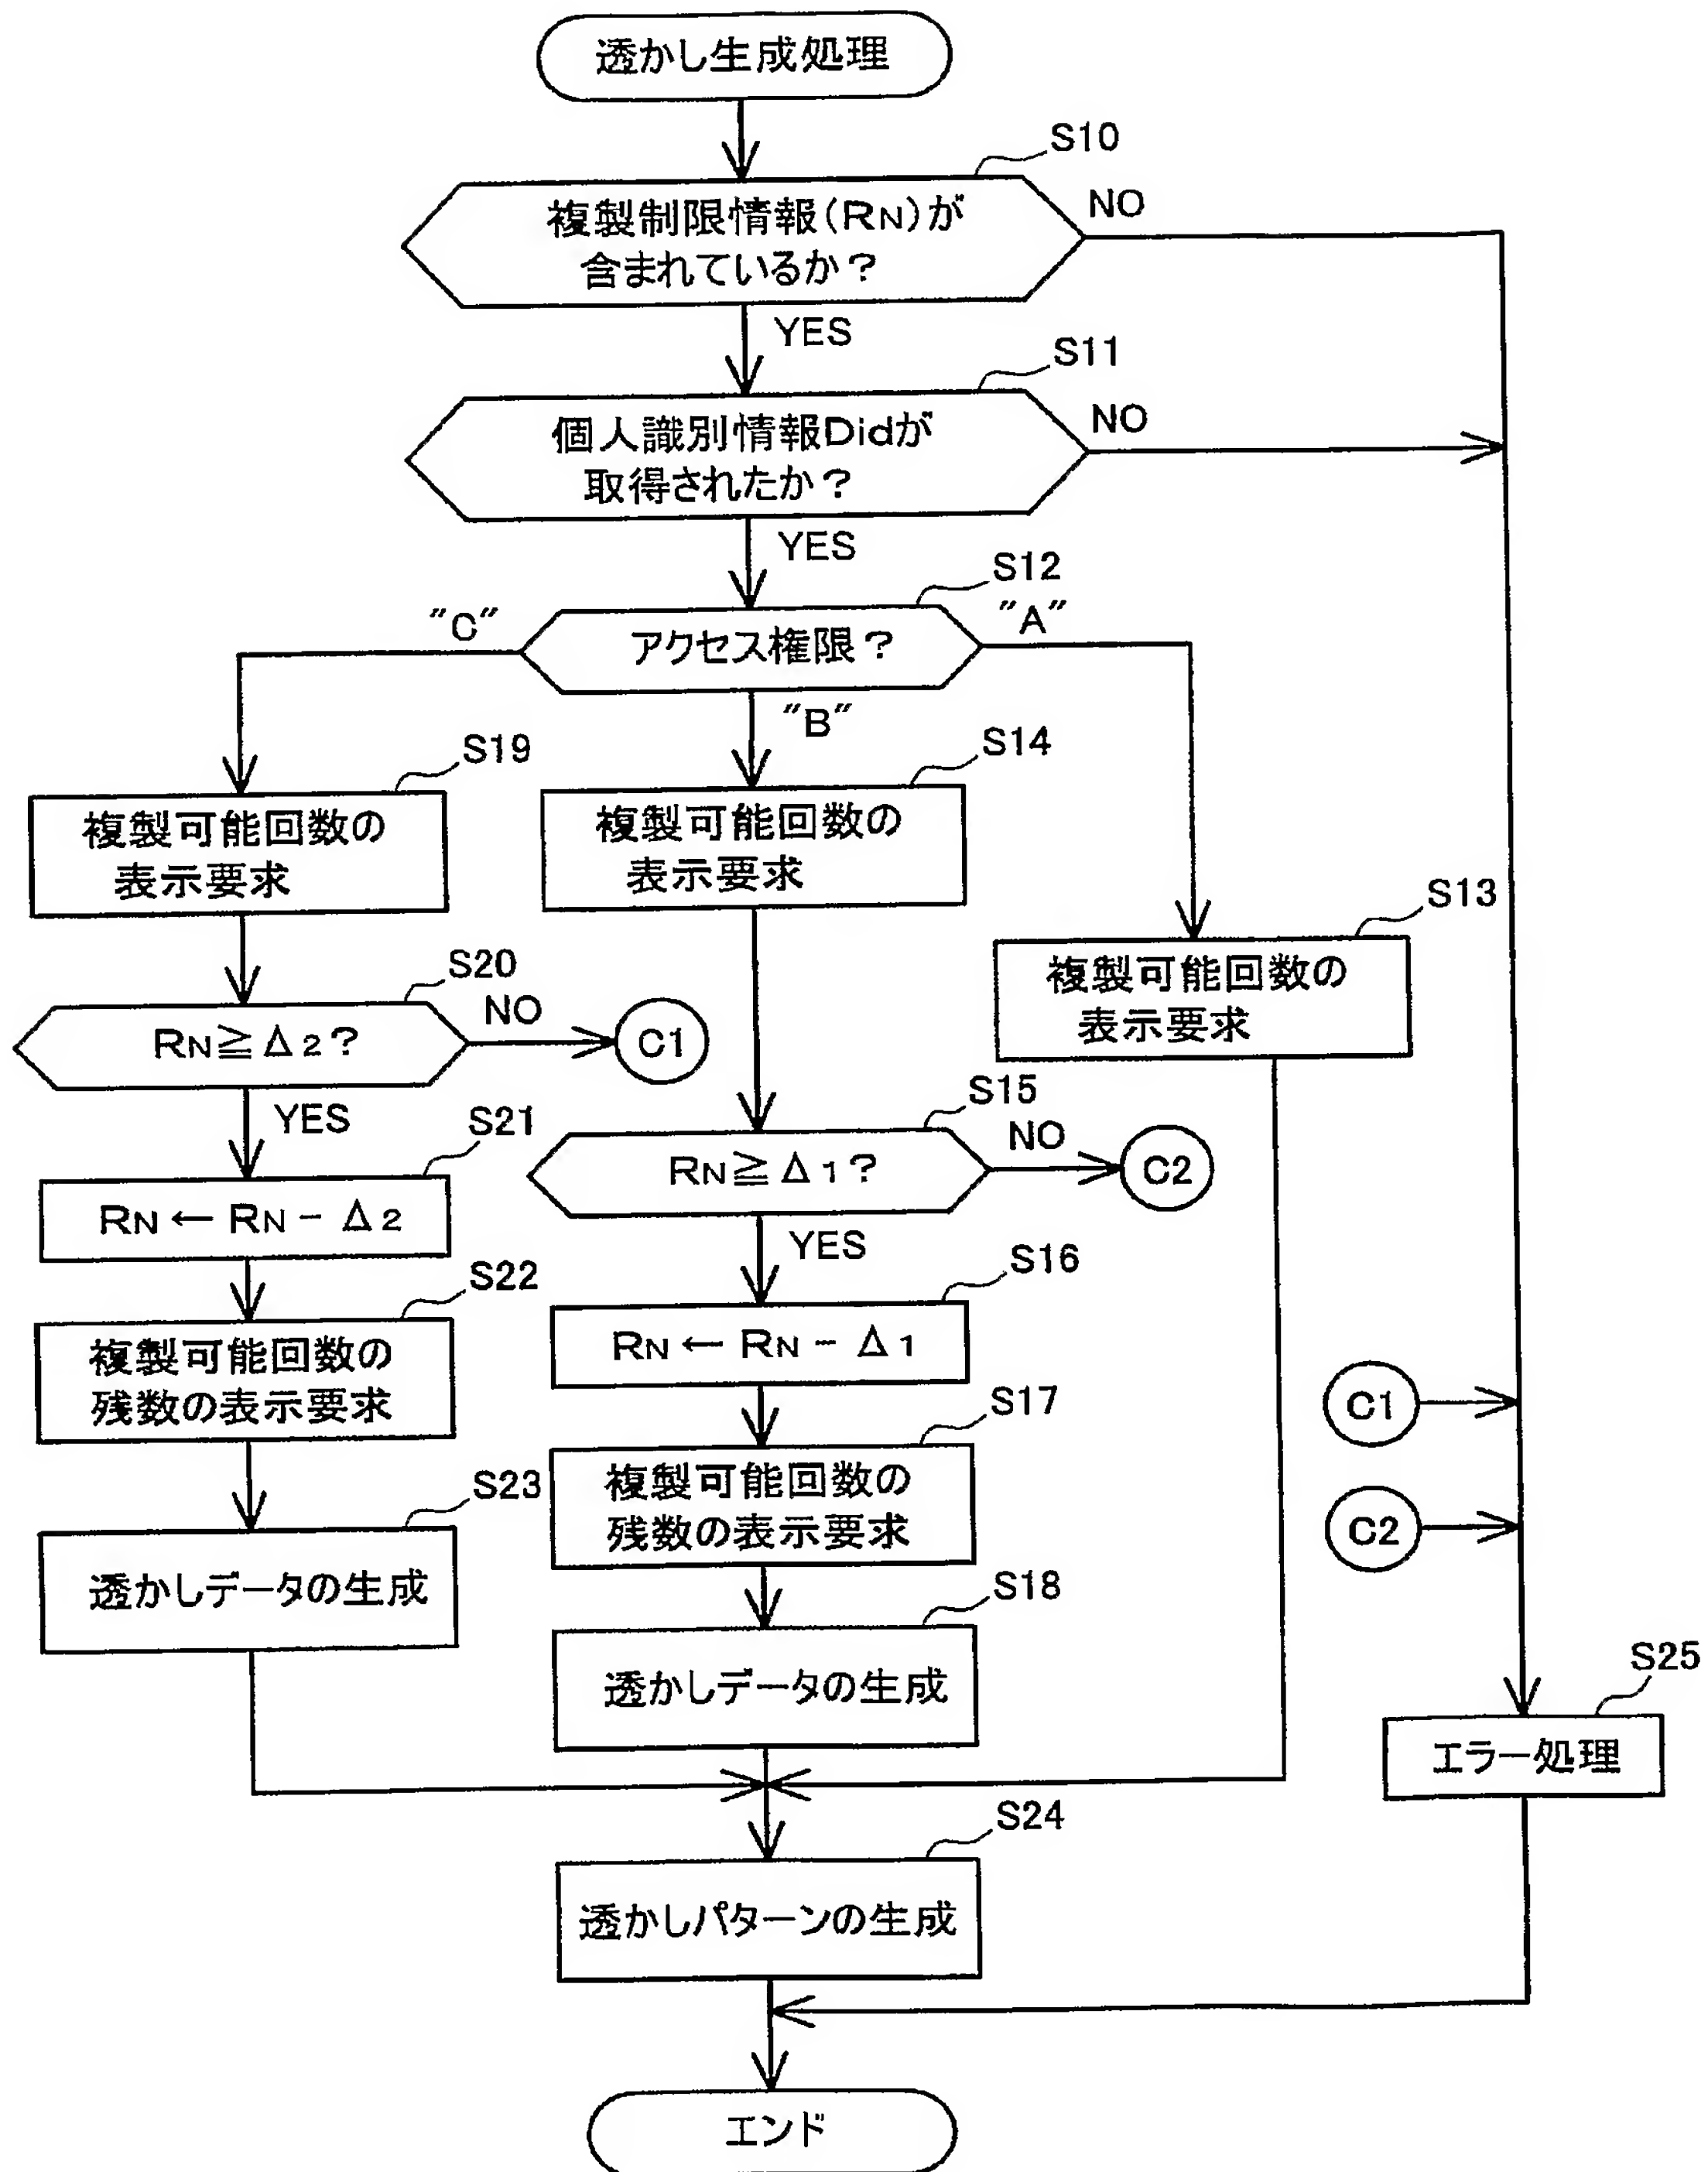 透かし生成処理
S10
複製制限情報(RN)が
含まれているか?
NO
YES
S11
個人識別情報Didが
取得されたか?
NO
YES
S12
"C"
アクセス権限?
"A"
"B"
S19
複製可能回数の
表示要求
S14
複製可能回数の
表示要求
S13
複製可能回数の
表示要求
S20
RN≧Δ2?
NO
C1
YES
S15
RN≧Δ1?
NO
C2
YES
S21
RN←RN-Δ2
S16
RN←RN-Δ1
S22
複製可能回数の
残数の表示要求
S17
複製可能回数の
残数の表示要求
C1
C2
S23
透かしデータの生成
S18
透かしデータの生成
S25
エラー処理
S24
透かしパターンの生成
エンド